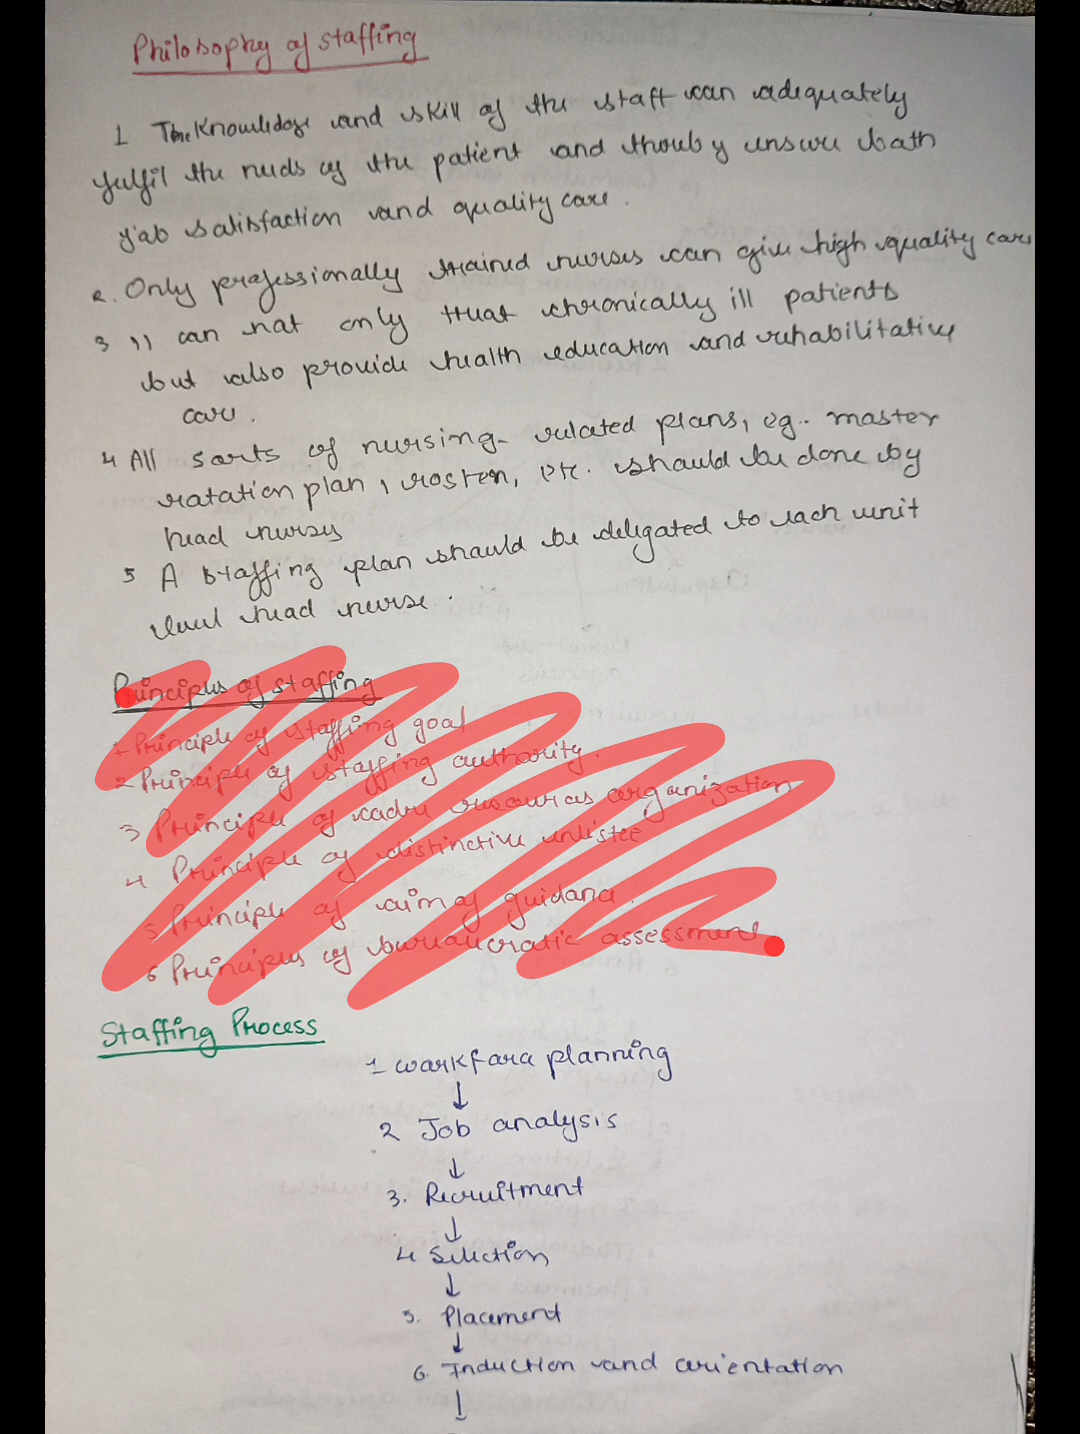 Philosophy of staffing
1 The Knowledge and skill of the staff can adequately
fulfil the needs of the patient and thereby ensure both
job satisfaction and quality care.
2. Only professionally trained nurses can give high quality care
3 11 can not only treat chronically ill patients
but also provide health education and rehabilitative
care.
4 All sorts of nursing- related plans, eg.. master
rotation plan, roster, etc. should be done by
head nurses
5 A staffing plan should be deligated to each unit
level head nurse.
Principles of staffing
1 Principle of staffing goal
2 Principle of staffing authority.
3 Principle of cadre resources organization
4 Principle of distinctive enlistee
5 Principle of aim of guidance.
6 Principles of bureaucratic assessment.
Staffing Process
1 workforce planning
↓
2 Job analysis
↓
3. Recruitment
↓
4 Selection
↓
5. Placement
↓
6. Induction and orientation